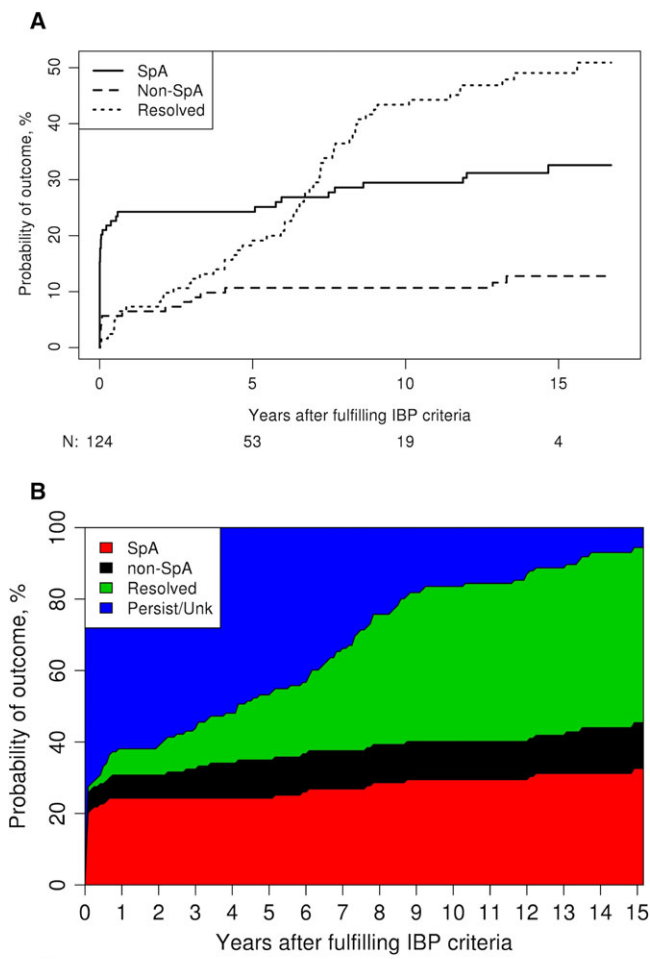 A
SpA
Non-SpA
Resolved
Probability of outcome, %
50
40
30
20
10
0
0 5 10 15
Years after fulfilling IBP criteria
N: 124 53 19 4
B
SpA
non-SpA
Resolved
Persist/Unk
Probability of outcome, %
100
80
60
40
20
0
0 1 2 3 4 5 6 7 8 9 10 11 12 13 14 15
Years after fulfilling IBP criteria